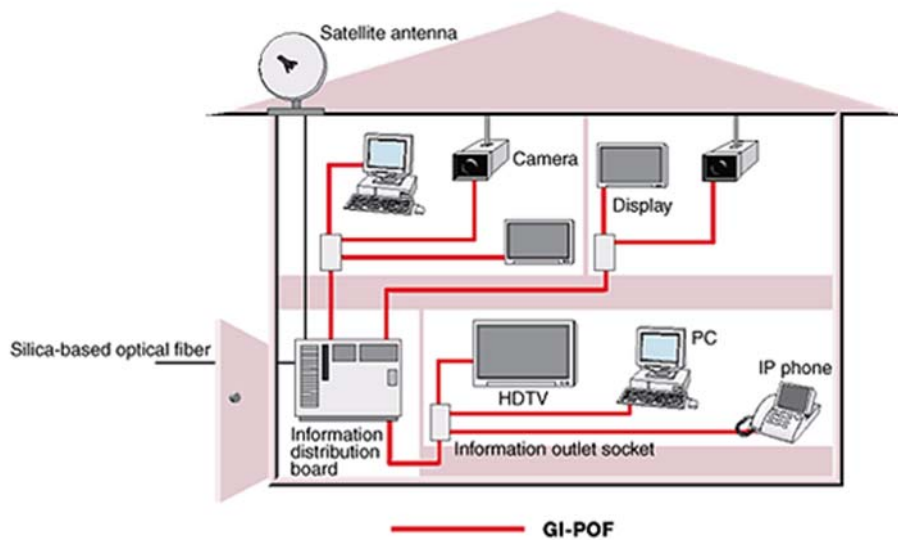 Satellite antenna
Camera
Display
Silica-based optical fiber
PC
IP phone
HDTV
Information
distribution
board
Information outlet socket
GI-POF